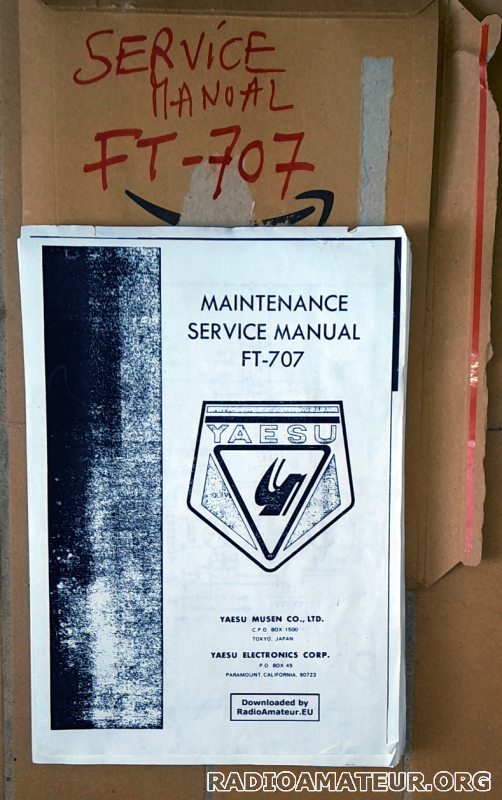 SERVICE
MANUAL
FT-707
MAINTENANCE
SERVICE MANUAL
FT-707
YAESU
YAESU MUSEN CO., LTD.
C.P.O. BOX 1500
TOKYO, JAPAN
YAESU ELECTRONICS CORP.
P.O. BOX 49
PARAMOUNT, CALIFORNIA, 90723
Downloaded by
RadioAmateur.EU
RADIOAMATEUR.ORG